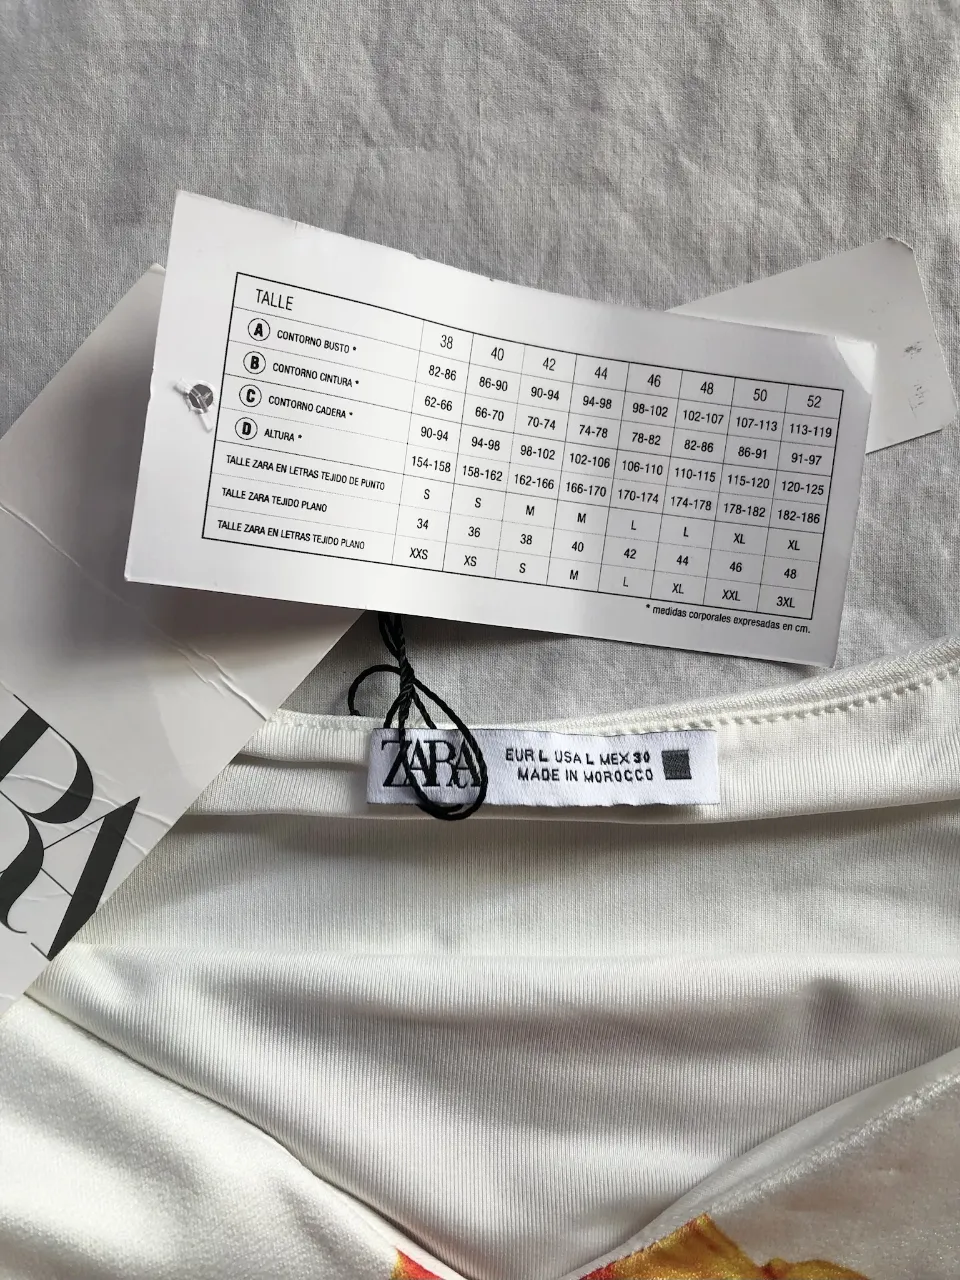 TALLE 38 40 42 44 46 48 50 52
A CONTORNO BUSTO * 82-86 86-90 90-94 94-98 98-102 102-107 107-113 113-119
B CONTORNO CINTURA * 62-66 66-70 70-74 74-78 78-82 82-86 86-91 91-97
C CONTORNO CADERA * 90-94 94-98 98-102 102-106 106-110 110-115 115-120 120-125
D ALTURA * 154-158 158-162 162-166 166-170 170-174 174-178 178-182 182-186
TALLE ZARA EN LETRAS TEJIDO DE PUNTO S S M M L L XL XL
TALLE ZARA TEJIDO PLANO 34 36 38 40 42 44 46 48
TALLE ZARA EN LETRAS TEJIDO PLANO XXS XS S M L XL XXL 3XL
* medidas corporales expresadas en cm.
ZARA
EUR L USA L MEX 30
MADE IN MOROCCO
RA